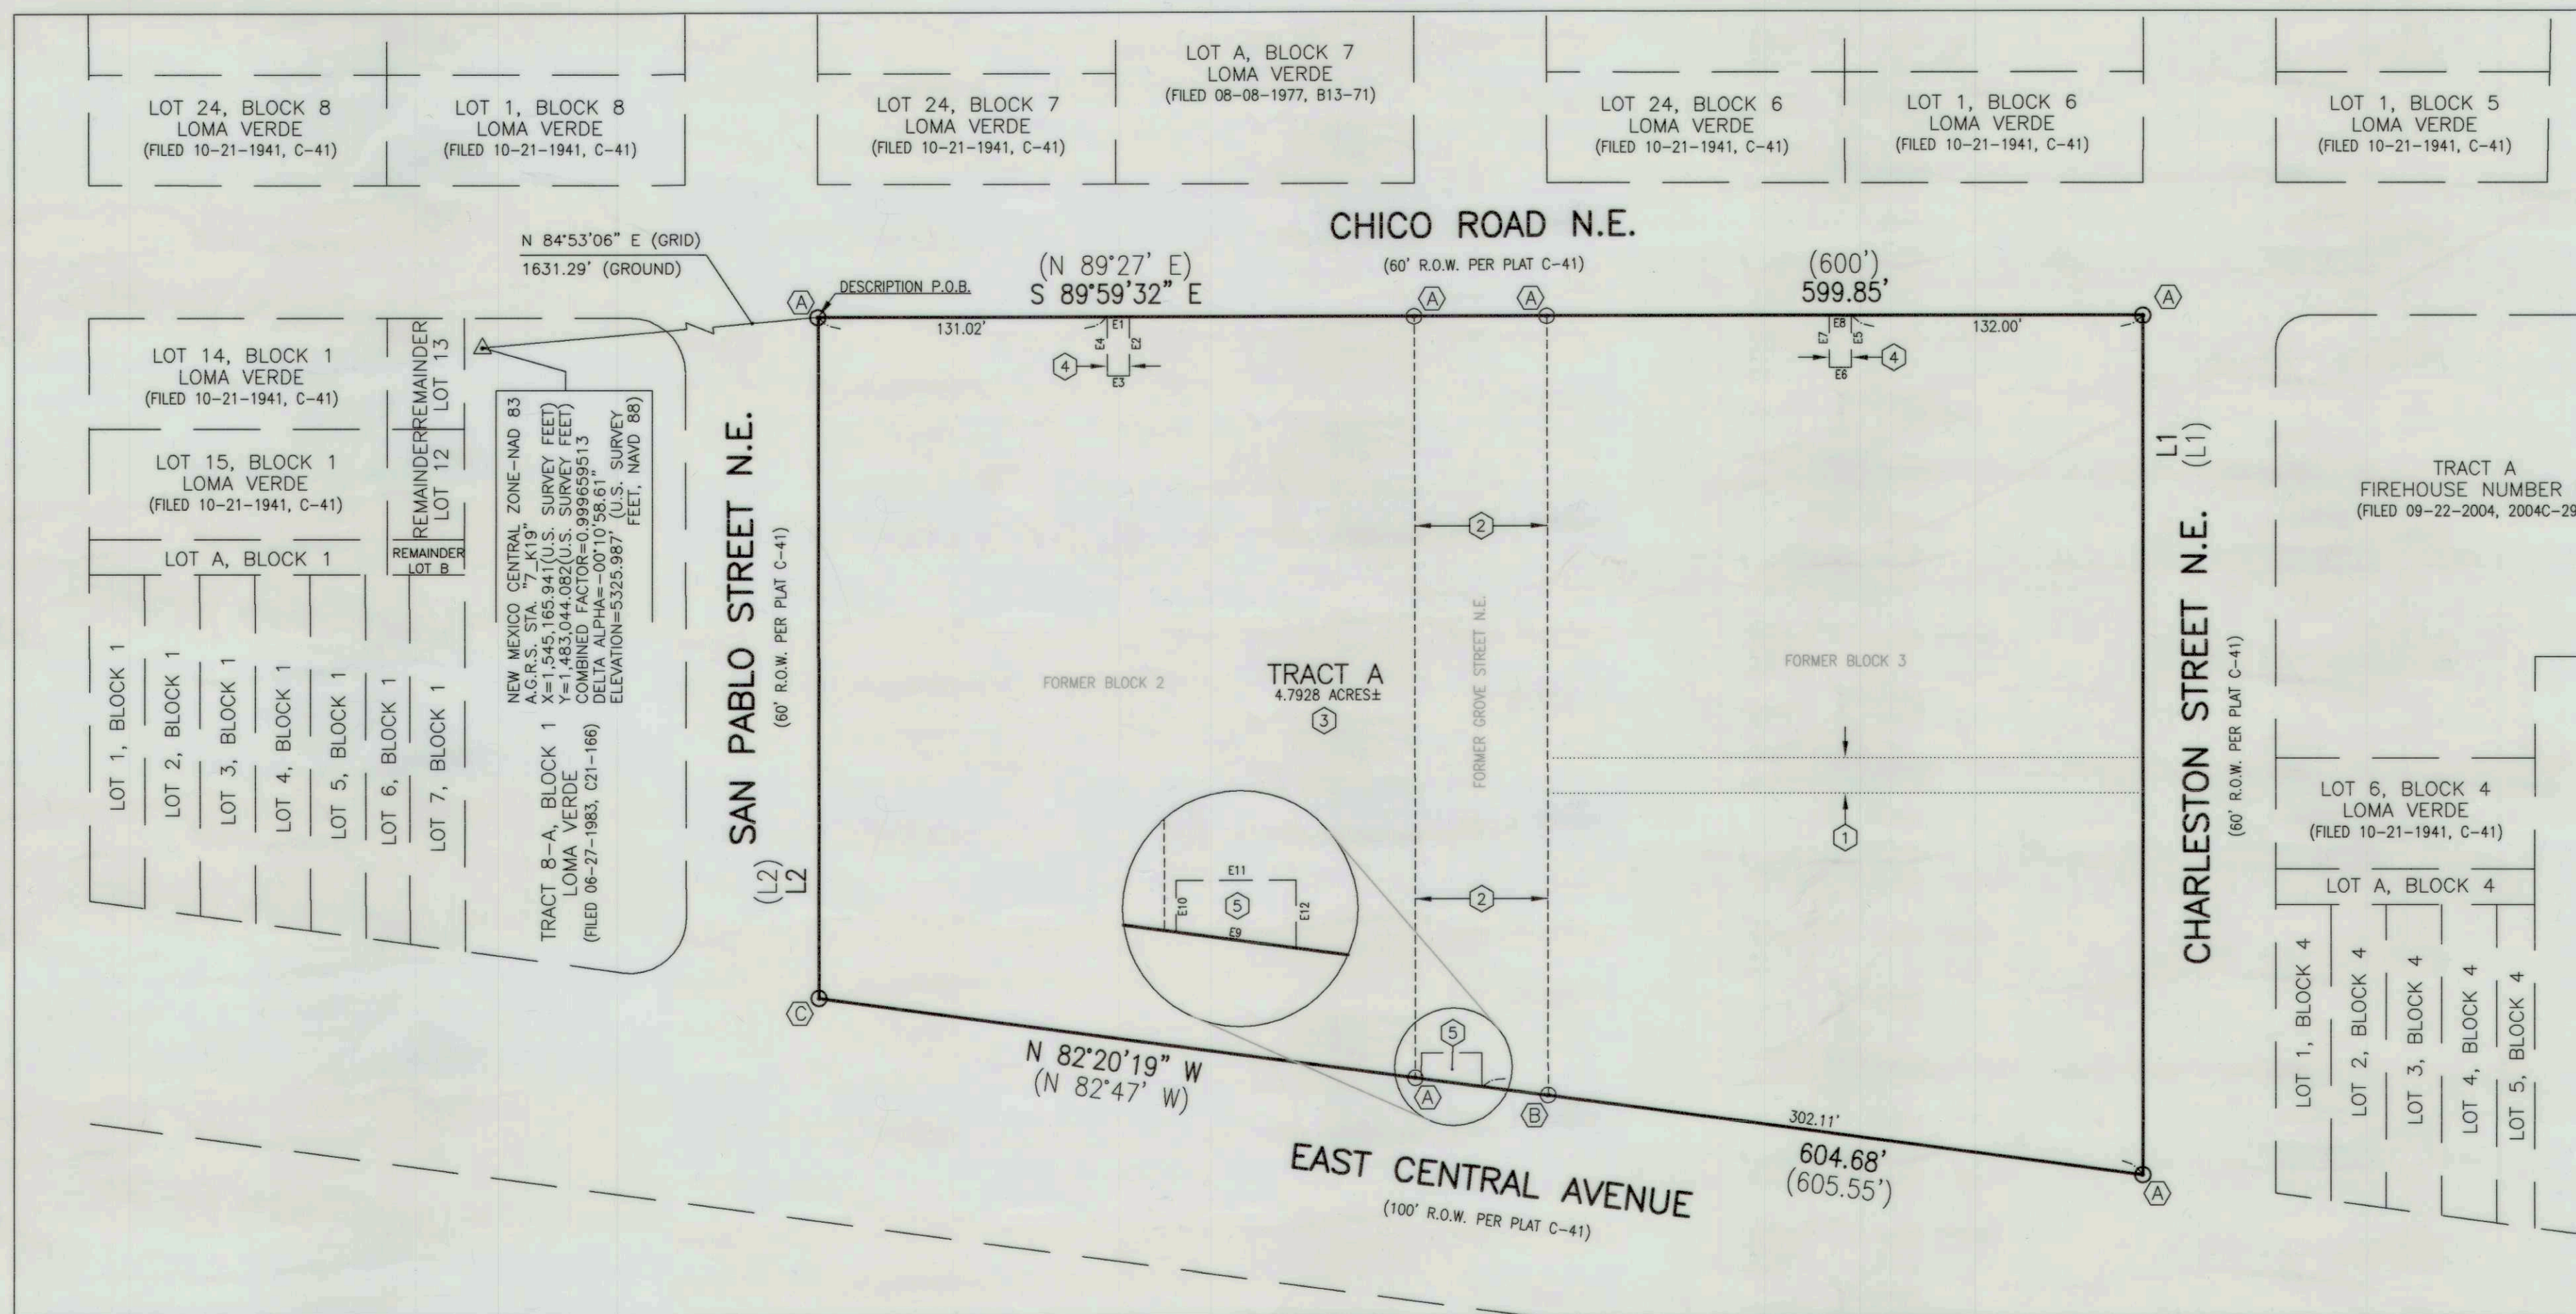 LOT 24, BLOCK 8
LOMA VERDE
(FILED 10-21-1941, C-41)
LOT 1, BLOCK 8
LOMA VERDE
(FILED 10-21-1941, C-41)
LOT 24, BLOCK 7
LOMA VERDE
(FILED 10-21-1941, C-41)
LOT A, BLOCK 7
LOMA VERDE
(FILED 08-08-1977, B13-71)
LOT 24, BLOCK 6
LOMA VERDE
(FILED 10-21-1941, C-41)
LOT 1, BLOCK 6
LOMA VERDE
(FILED 10-21-1941, C-41)
LOT 1, BLOCK 5
LOMA VERDE
(FILED 10-21-1941, C-41)
CHICO ROAD N.E.
(60' R.O.W. PER PLAT C-41)
N 84°53'06" E (GRID)
1631.29' (GROUND)
(N 89°27' E)
S 89°59'32" E
(600')
599.85'
A
DESCRIPTION P.O.B.
A
A
A
131.02'
E1
E4
E2
4
E3
E8
E7
E5
4
E6
132.00'
LOT 14, BLOCK 1
LOMA VERDE
(FILED 10-21-1941, C-41)
REMAINDER
LOT 13
LOT 15, BLOCK 1
LOMA VERDE
(FILED 10-21-1941, C-41)
REMAINDER
LOT 12
LOT A, BLOCK 1
REMAINDER
LOT B
LOT 1, BLOCK 1
LOT 2, BLOCK 1
LOT 3, BLOCK 1
LOT 4, BLOCK 1
LOT 5, BLOCK 1
LOT 6, BLOCK 1
LOT 7, BLOCK 1
NEW MEXICO CENTRAL ZONE-NAD 83
A.G.R.S. STA. "7_K19"
X=1,545,165.941(U.S. SURVEY FEET)
Y=1,483,044.082(U.S. SURVEY FEET)
COMBINED FACTOR=0.999659513
DELTA ALPHA=-00°10'58.61"
ELEVATION=5325.987' (U.S. SURVEY
FEET, NAVD 88)
TRACT 8-A, BLOCK 1
LOMA VERDE
(FILED 06-27-1983, C21-166)
SAN PABLO STREET N.E.
(60' R.O.W. PER PLAT C-41)
(L2)
L2
FORMER BLOCK 2
TRACT A
4.7928 ACRES±
3
2
FORMER GROVE STREET N.E.
2
FORMER BLOCK 3
1
E11
E10
5
E12
E9
5
C
A
B
A
N 82°20'19" W
(N 82°47' W)
302.11'
604.68'
(605.55')
EAST CENTRAL AVENUE
(100' R.O.W. PER PLAT C-41)
L1
(L1)
CHARLESTON STREET N.E.
(60' R.O.W. PER PLAT C-41)
TRACT A
FIREHOUSE NUMBER
(FILED 09-22-2004, 2004C-29
LOT 6, BLOCK 4
LOMA VERDE
(FILED 10-21-1941, C-41)
LOT A, BLOCK 4
LOT 1, BLOCK 4
LOT 2, BLOCK 4
LOT 3, BLOCK 4
LOT 4, BLOCK 4
LOT 5, BLOCK 4